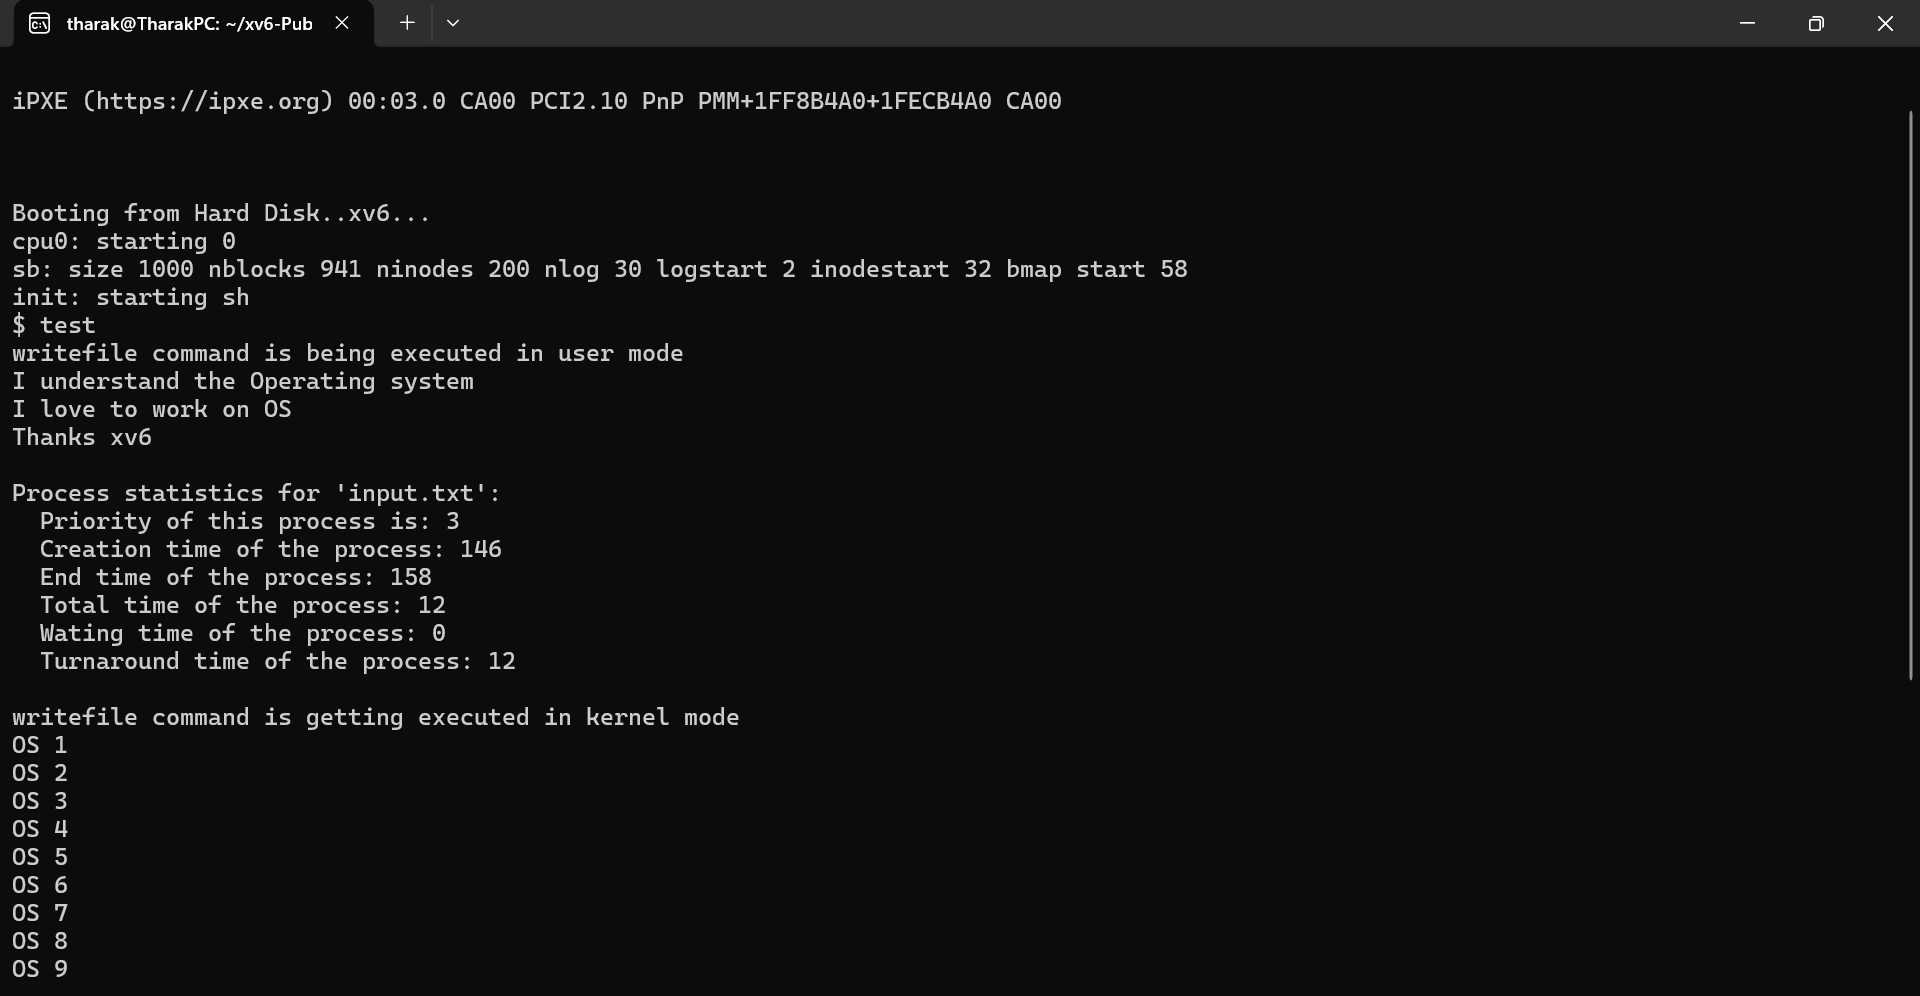 tharak@TharakPC: ~/xv6-Pub
iPXE (https://ipxe.org) 00:03.0 CA00 PCI2.10 PnP PMM+1FF8B4A0+1FECB4A0 CA00
Booting from Hard Disk..xv6...
cpu0: starting 0
sb: size 1000 nblocks 941 ninodes 200 nlog 30 logstart 2 inodestart 32 bmap start 58
init: starting sh
$ test
writefile command is being executed in user mode
I understand the Operating system
I love to work on OS
Thanks xv6
Process statistics for 'input.txt':
  Priority of this process is: 3
  Creation time of the process: 146
  End time of the process: 158
  Total time of the process: 12
  Wating time of the process: 0
  Turnaround time of the process: 12
writefile command is getting executed in kernel mode
OS 1
OS 2
OS 3
OS 4
OS 5
OS 6
OS 7
OS 8
OS 9